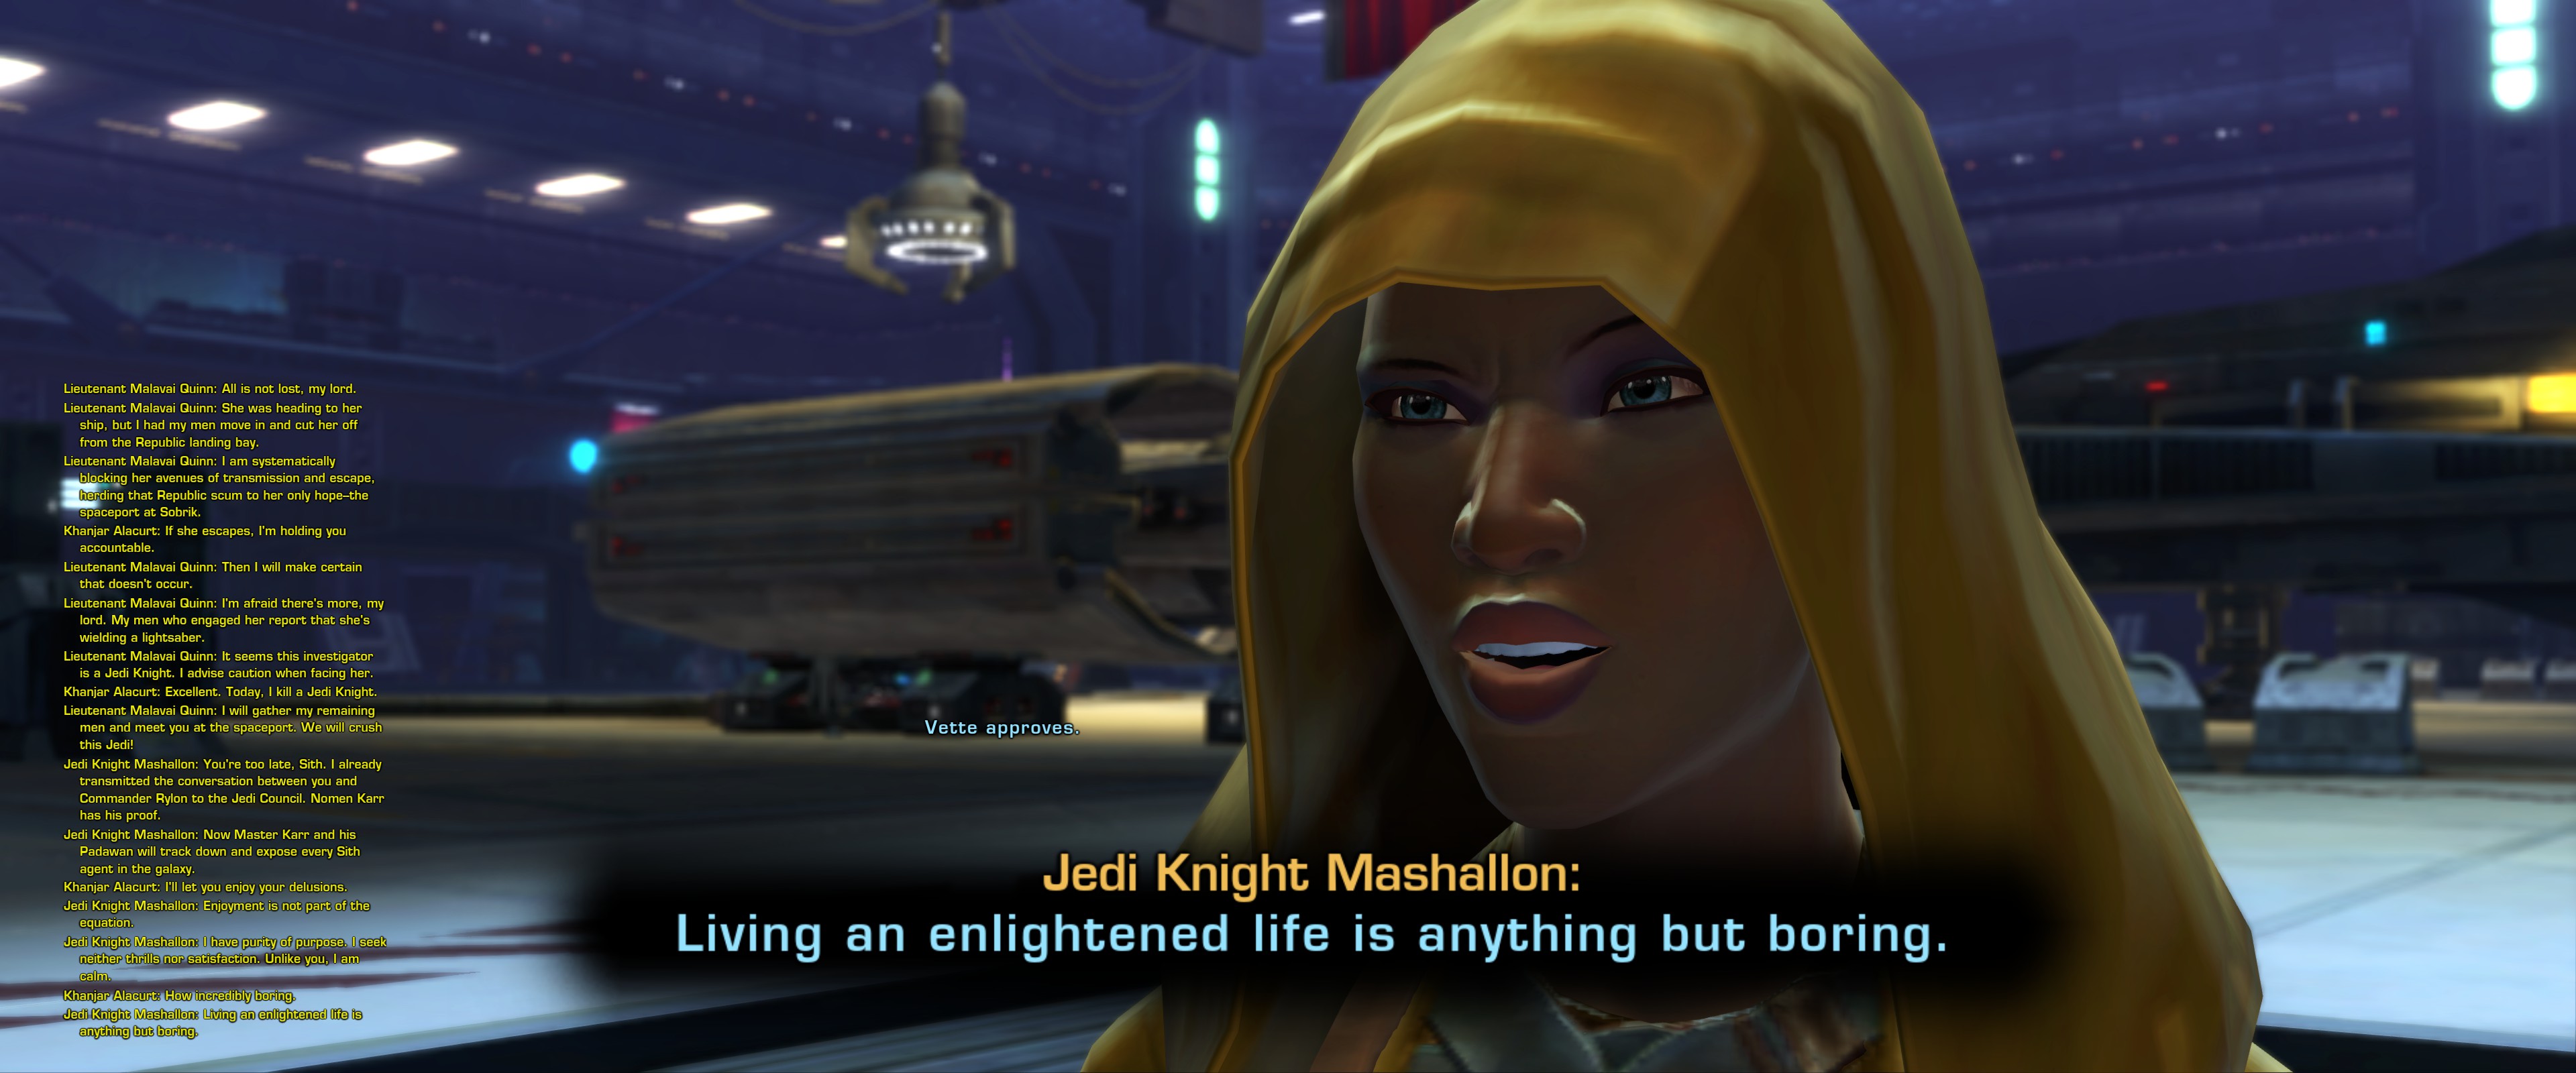 Lieutenant Malavai Quinn: All is not lost, my lord.
Lieutenant Malavai Quinn: She was heading to her
ship, but I had my men move in and cut her off
from the Republic landing bay.
Lieutenant Malavai Quinn: I am systematically
blocking her avenues of transmission and escape,
herding that Republic scum to her only hope–the
spaceport at Sobrik.
Khanjar Alacurt: If she escapes, I'm holding you
accountable.
Lieutenant Malavai Quinn: Then I will make certain
that doesn't occur.
Lieutenant Malavai Quinn: I'm afraid there's more, my
lord. My men who engaged her report that she's
wielding a lightsaber.
Lieutenant Malavai Quinn: It seems this investigator
is a Jedi Knight. I advise caution when facing her.
Khanjar Alacurt: Excellent. Today, I kill a Jedi Knight.
Lieutenant Malavai Quinn: I will gather my remaining
men and meet you at the spaceport. We will crush
this Jedi!
Jedi Knight Mashallon: You're too late, Sith. I already
transmitted the conversation between you and
Commander Rylon to the Jedi Council. Nomen Karr
has his proof.
Jedi Knight Mashallon: Now Master Karr and his
Padawan will track down and expose every Sith
agent in the galaxy.
Khanjar Alacurt: I'll let you enjoy your delusions.
Jedi Knight Mashallon: Enjoyment is not part of the
equation.
Jedi Knight Mashallon: I have purity of purpose. I seek
neither thrills nor satisfaction. Unlike you, I am
calm.
Khanjar Alacurt: How incredibly boring.
Jedi Knight Mashallon: Living an enlightened life is
anything but boring.
Vette approves.
Jedi Knight Mashallon:
Living an enlightened life is anything but boring.